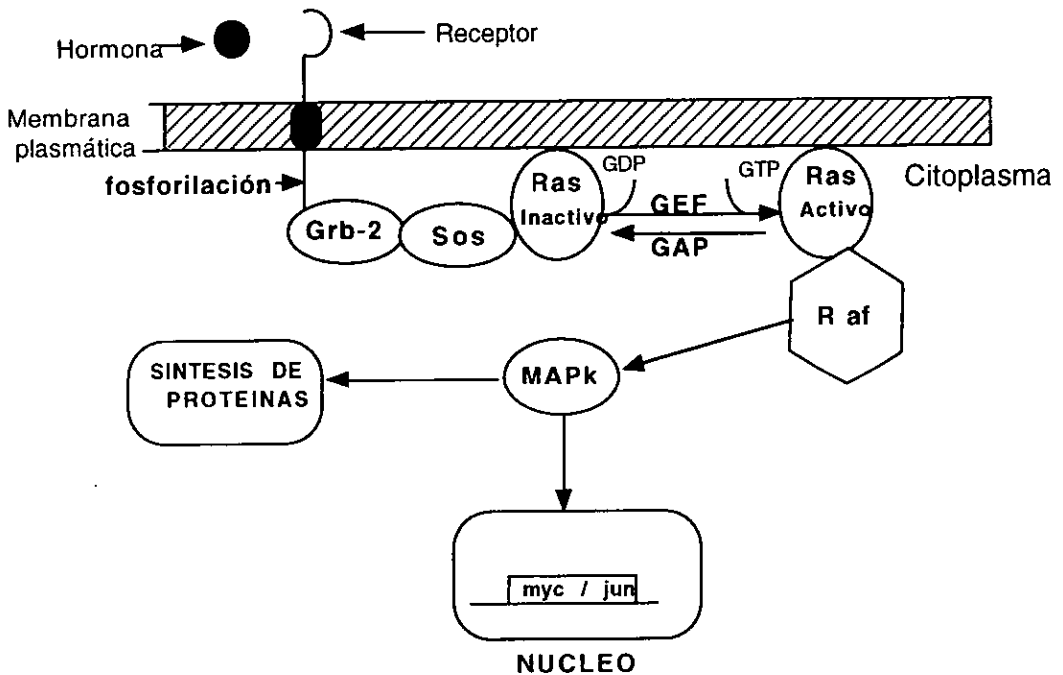 Hormona
Receptor
Membrana
plasmática
fosforilación
Citoplasma
GDP
GTP
Ras
Inactivo
GEF
GAP
Ras
Activo
Grb-2
Sos
R af
MAPk
SINTESIS DE
PROTEINAS
myc / jun
NUCLEO